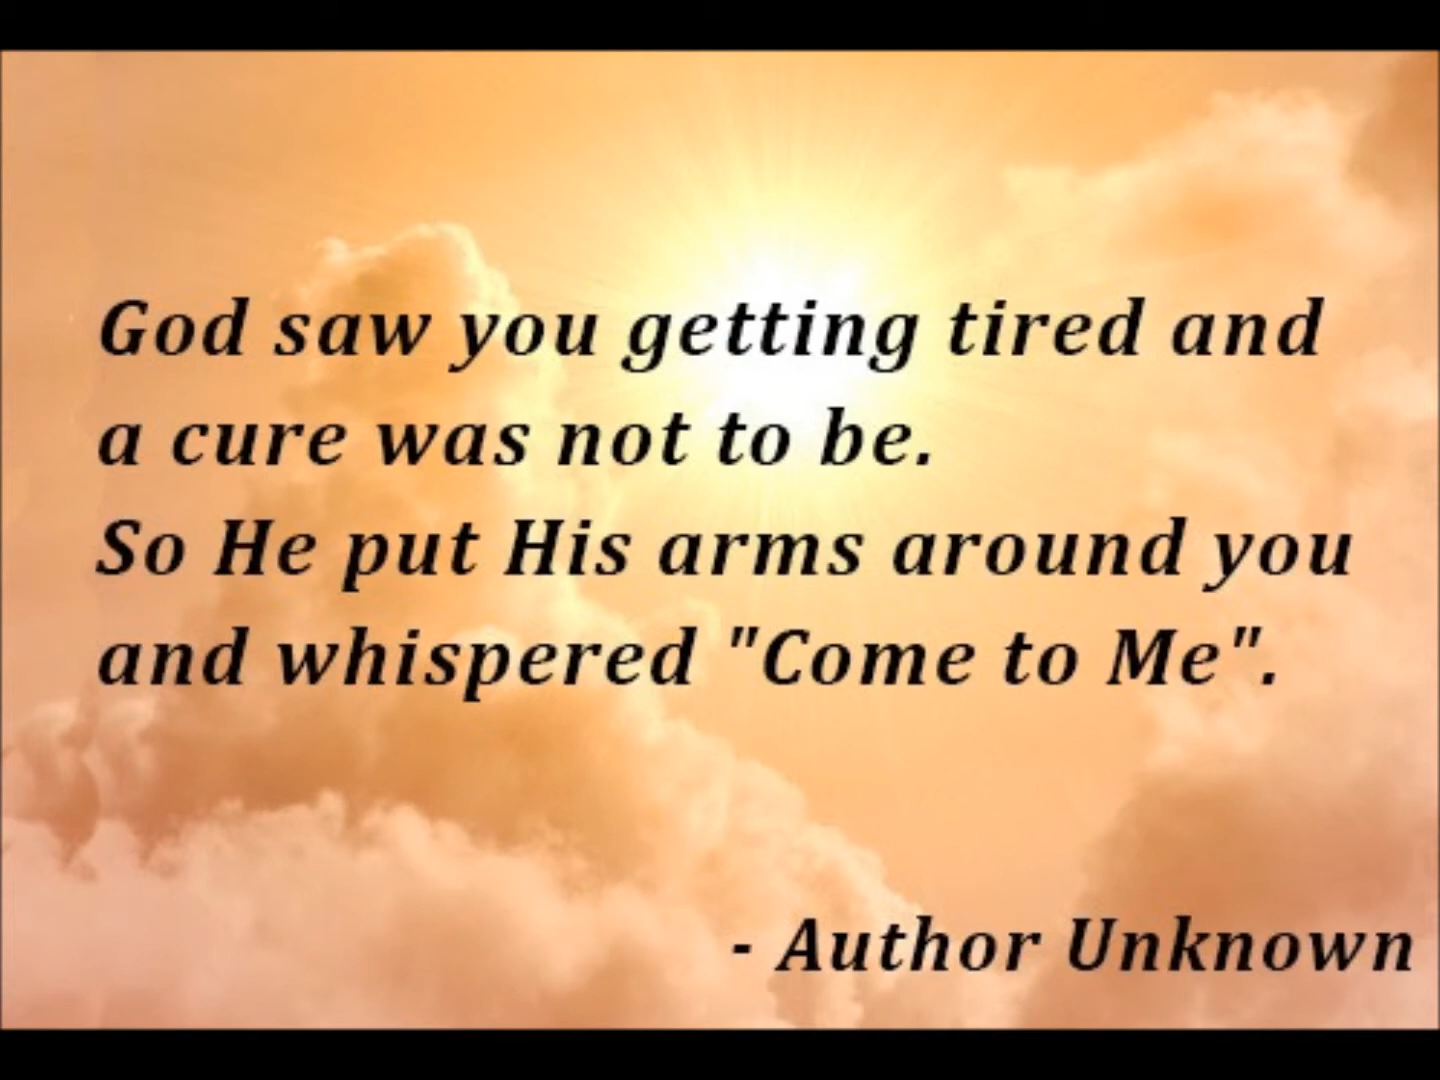 God saw you getting tired and
a cure was not to be.
So He put His arms around you
and whispered "Come to Me".
- Author Unknown